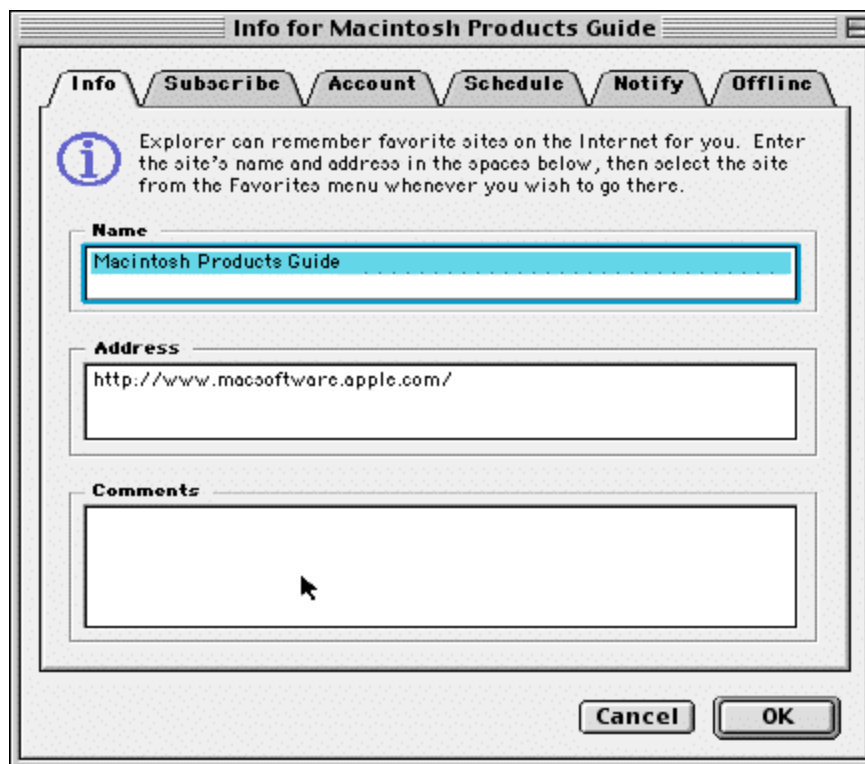 Info for Macintosh Products Guide
Info Subscribe Account Schedule Notify Offline
Explorer can remember favorite sites on the Internet for you. Enter
the site's name and address in the spaces below, then select the site
from the Favorites menu whenever you wish to go there.
Name
Macintosh Products Guide
Address
http://www.macsoftware.apple.com/
Comments
Cancel OK